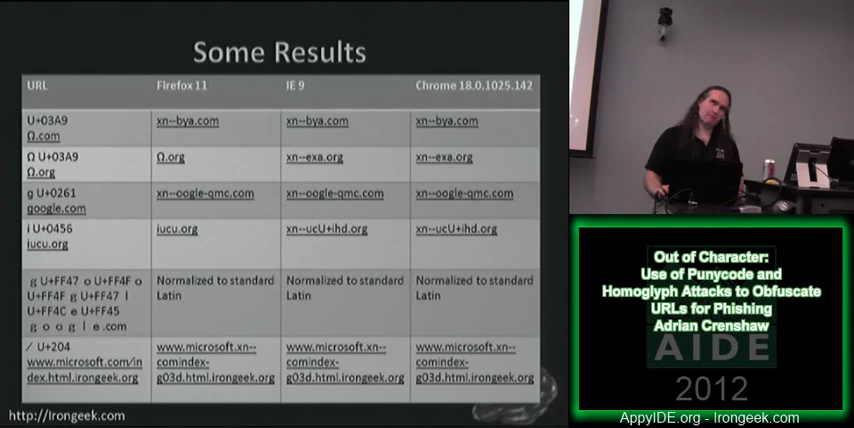 Some Results
URL Firefox 11 IE 9 Chrome 18.0.1025.142
U+03A9 xn--bya.com xn--bya.com xn--bya.com
Ω.com
Ω U+03A9 Ω.org xn--exa.org xn--exa.org
Ω.org
g U+0261 xn--oogle-qmc.com xn--oogle-qmc.com xn--oogle-qmc.com
google.com
i U+0456 iucu.org xn--ucU+ihd.org xn--ucU+ihd.org
iucu.org
g U+FF47 o U+FF4F o Normalized to standard Normalized to standard Normalized to standard
U+FF4F g U+FF47 l Latin Latin Latin
U+FF4C e U+FF45
g o o g l e .com
/ U+204 www.microsoft.xn-- www.microsoft.xn-- www.microsoft.xn--
www.microsoft.com/in comindex- comindex- comindex-
dex.html.irongeek.org g03d.html.irongeek.org g03d.html.irongeek.org g03d.html.irongeek.org
http://Irongeek.com
Out of Character:
Use of Punycode and
Homoglyph Attacks to Obfuscate
URLs for Phishing
Adrian Crenshaw
AIDE
2012
AppyIDE.org - Irongeek.com